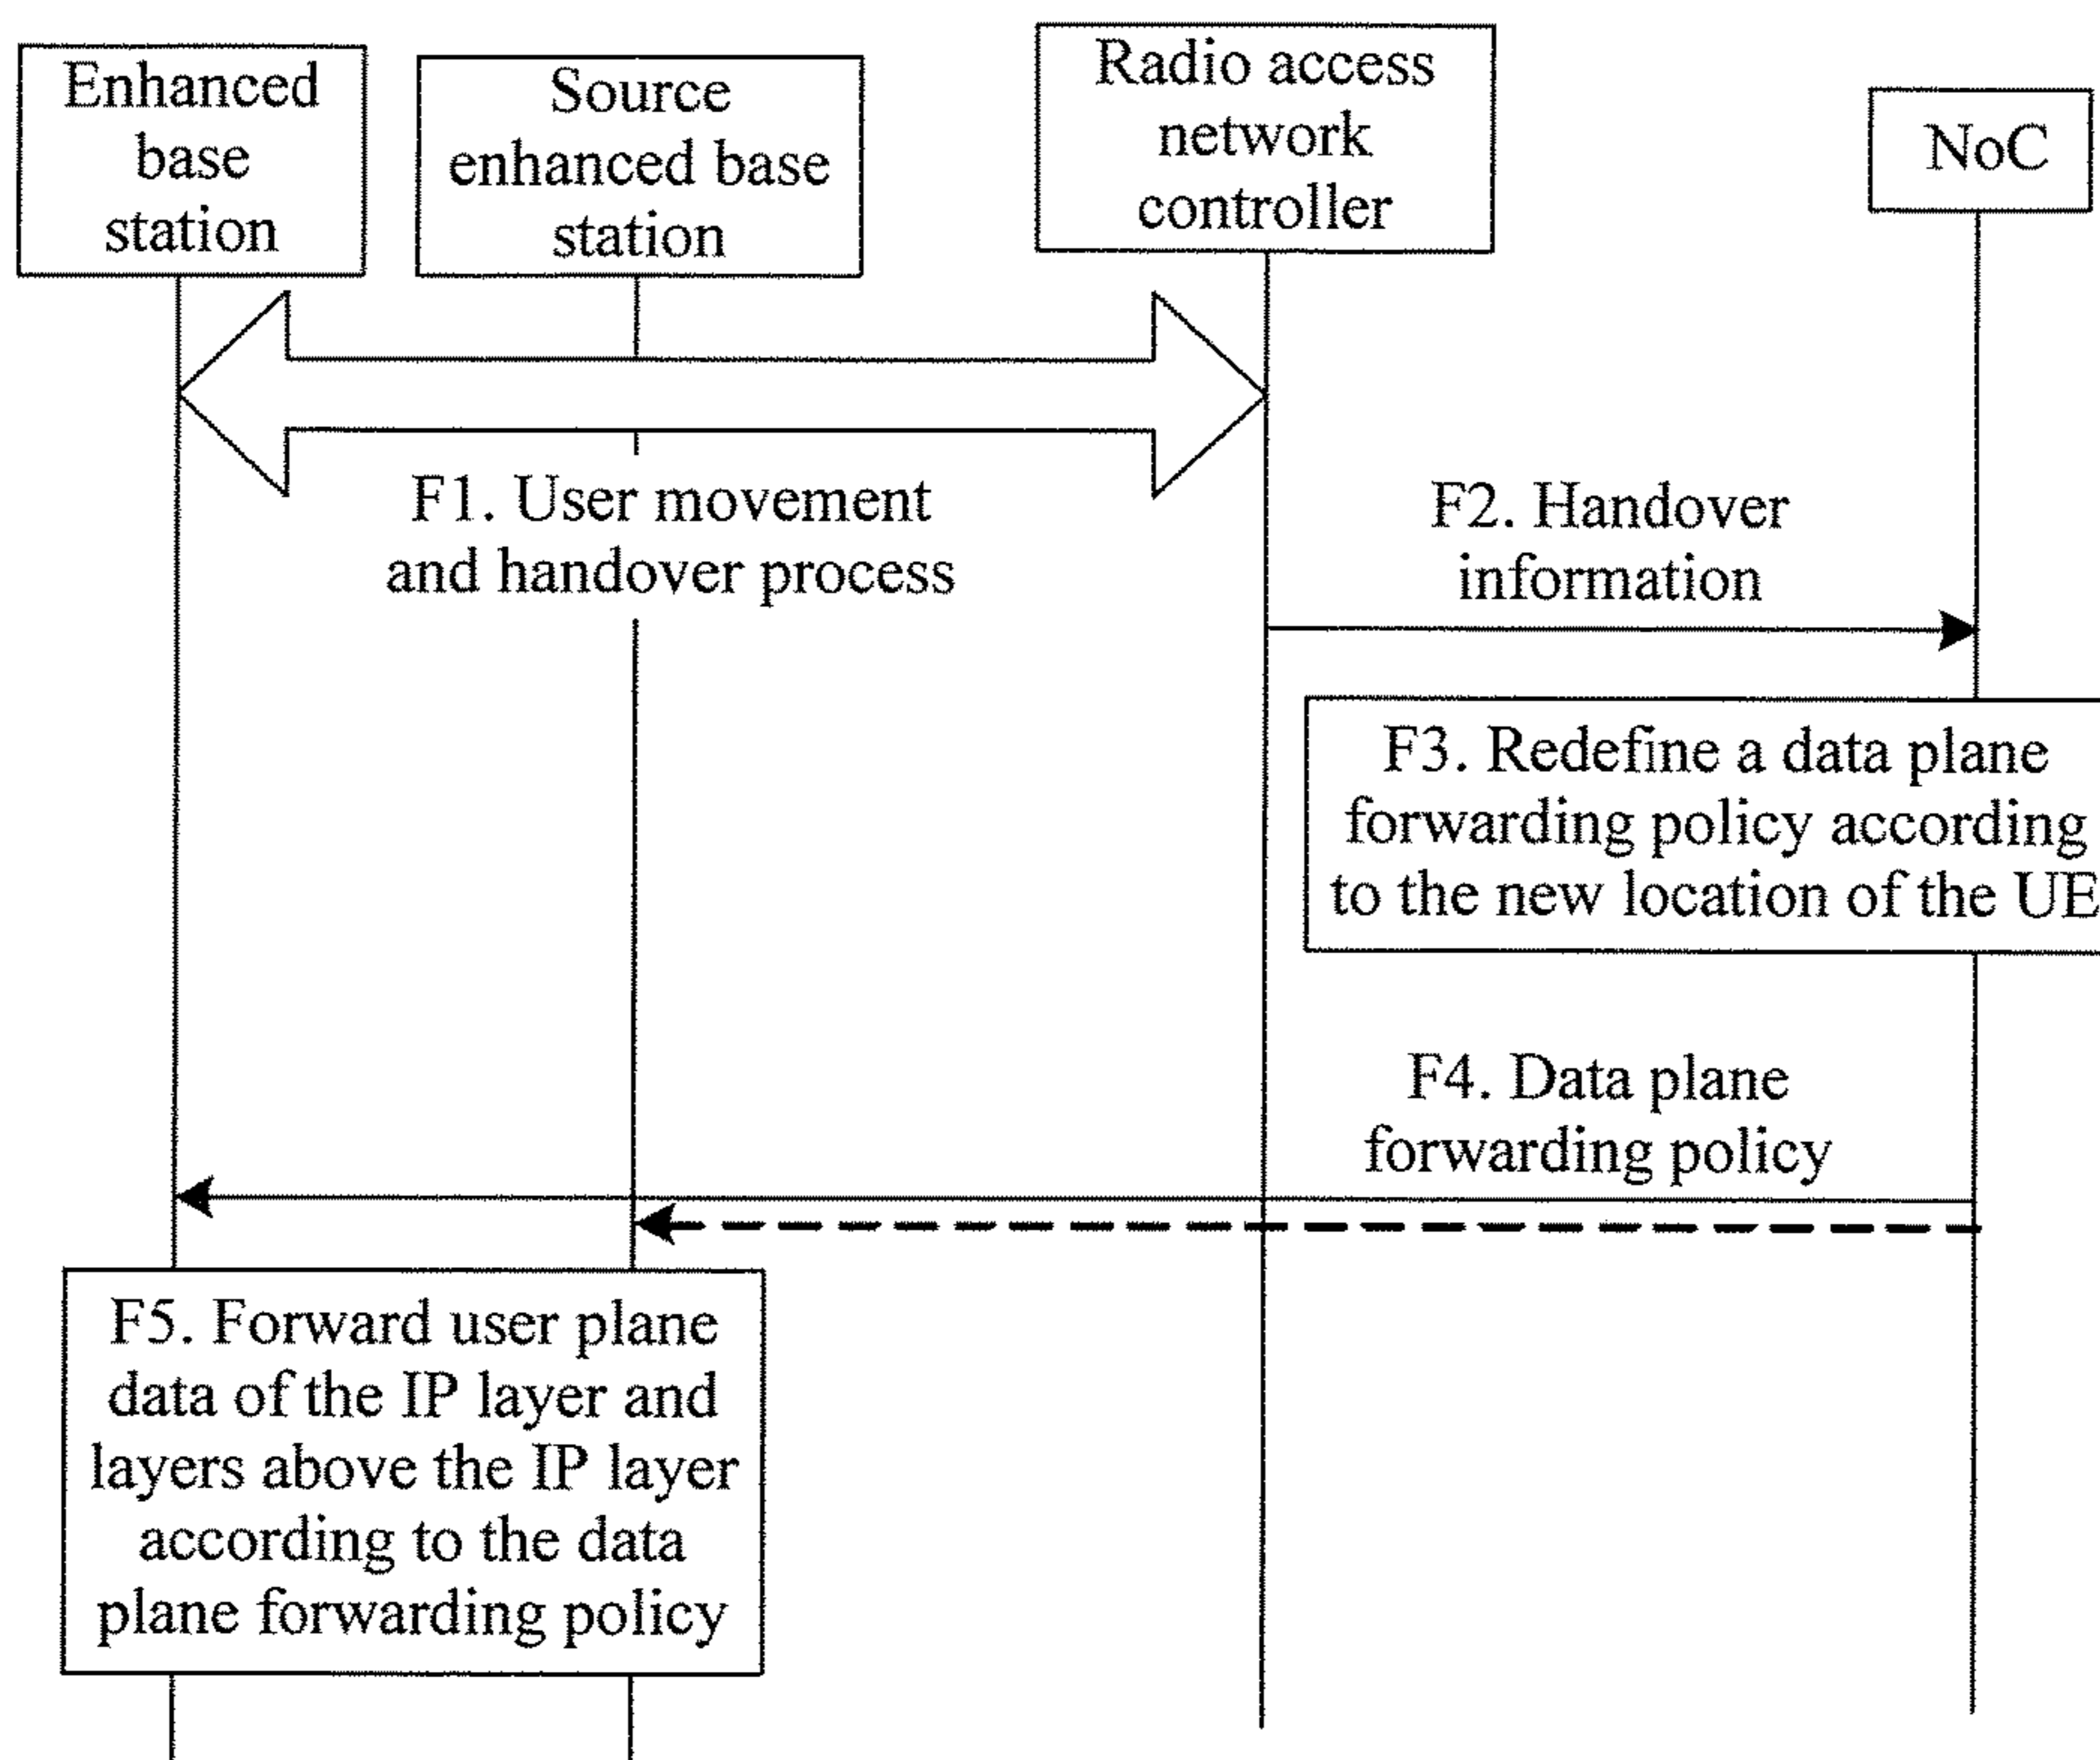 Enhanced
base
station
Source
enhanced base
station
Radio access
network
controller
NoC
F1. User movement
and handover process
F2. Handover
information
F3. Redefine a data plane
forwarding policy according
to the new location of the UE
F4. Data plane
forwarding policy
F5. Forward user plane
data of the IP layer and
layers above the IP layer
according to the data
plane forwarding policy